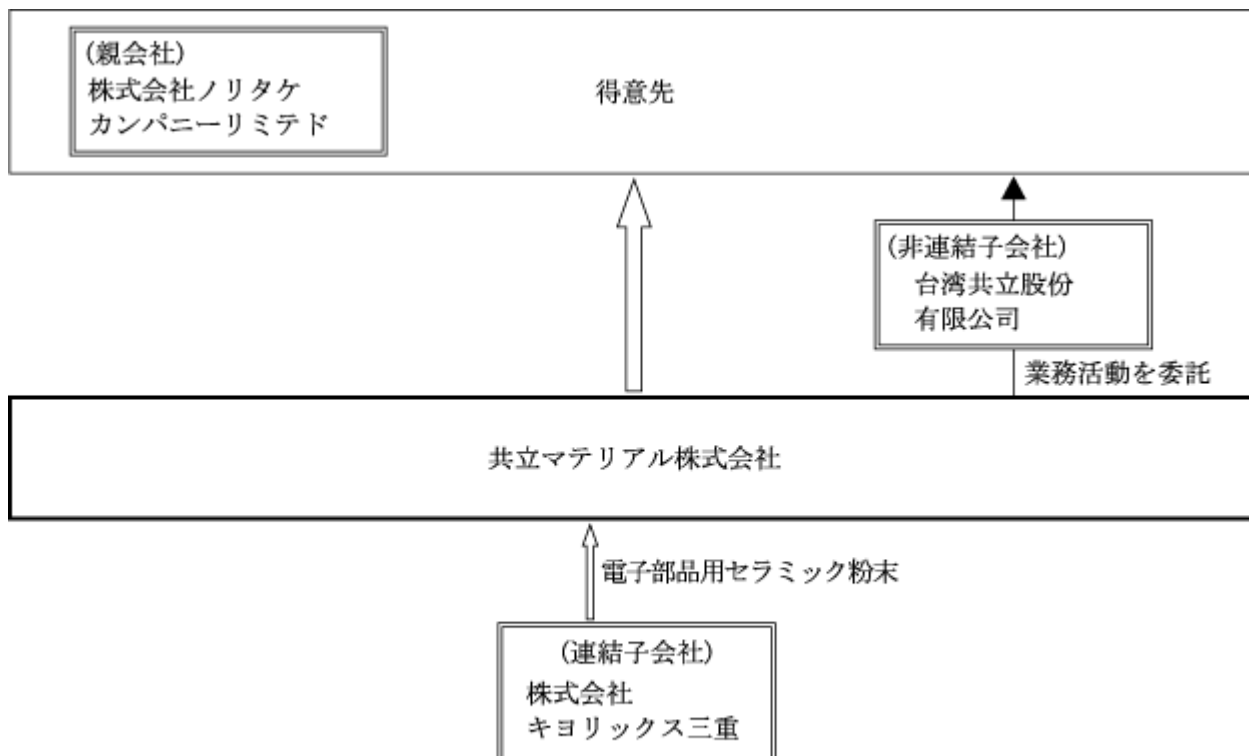 (親会社)
株式会社ノリタケ
カンパニーリミテド
得意先
(非連結子会社)
台湾共立股份
有限公司
業務活動を委託
共立マテリアル株式会社
電子部品用セラミック粉末
(連結子会社)
株式会社
キヨリックス三重